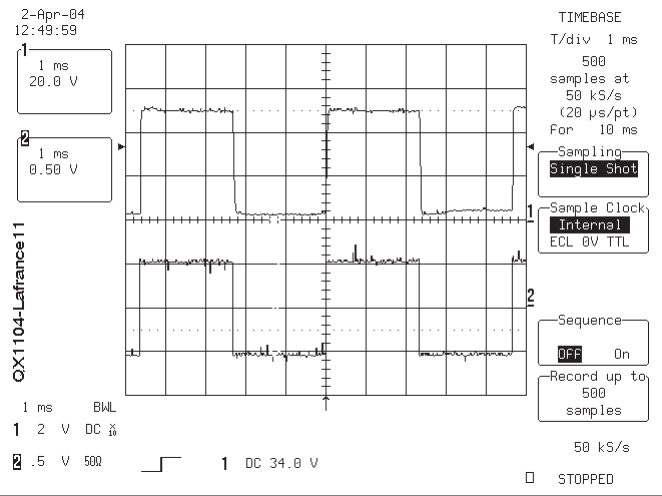 2-Apr-04
12:49:59
1
1 ms
20.0 V
2
1 ms
0.50 V
QX1104-Lafrance11
1
2
1 ms BWL
1 2 V DC
2 .5 V 50Ω
1 DC 34.0 V
TIMEBASE
T/div 1 ms
500
samples at
50 kS/s
(20 µs/pt)
For 10 ms
Sampling
Single Shot
Sample Clock
Internal
ECL 0V TTL
Sequence
OFF On
Record up to
500
samples
50 kS/s
STOPPED